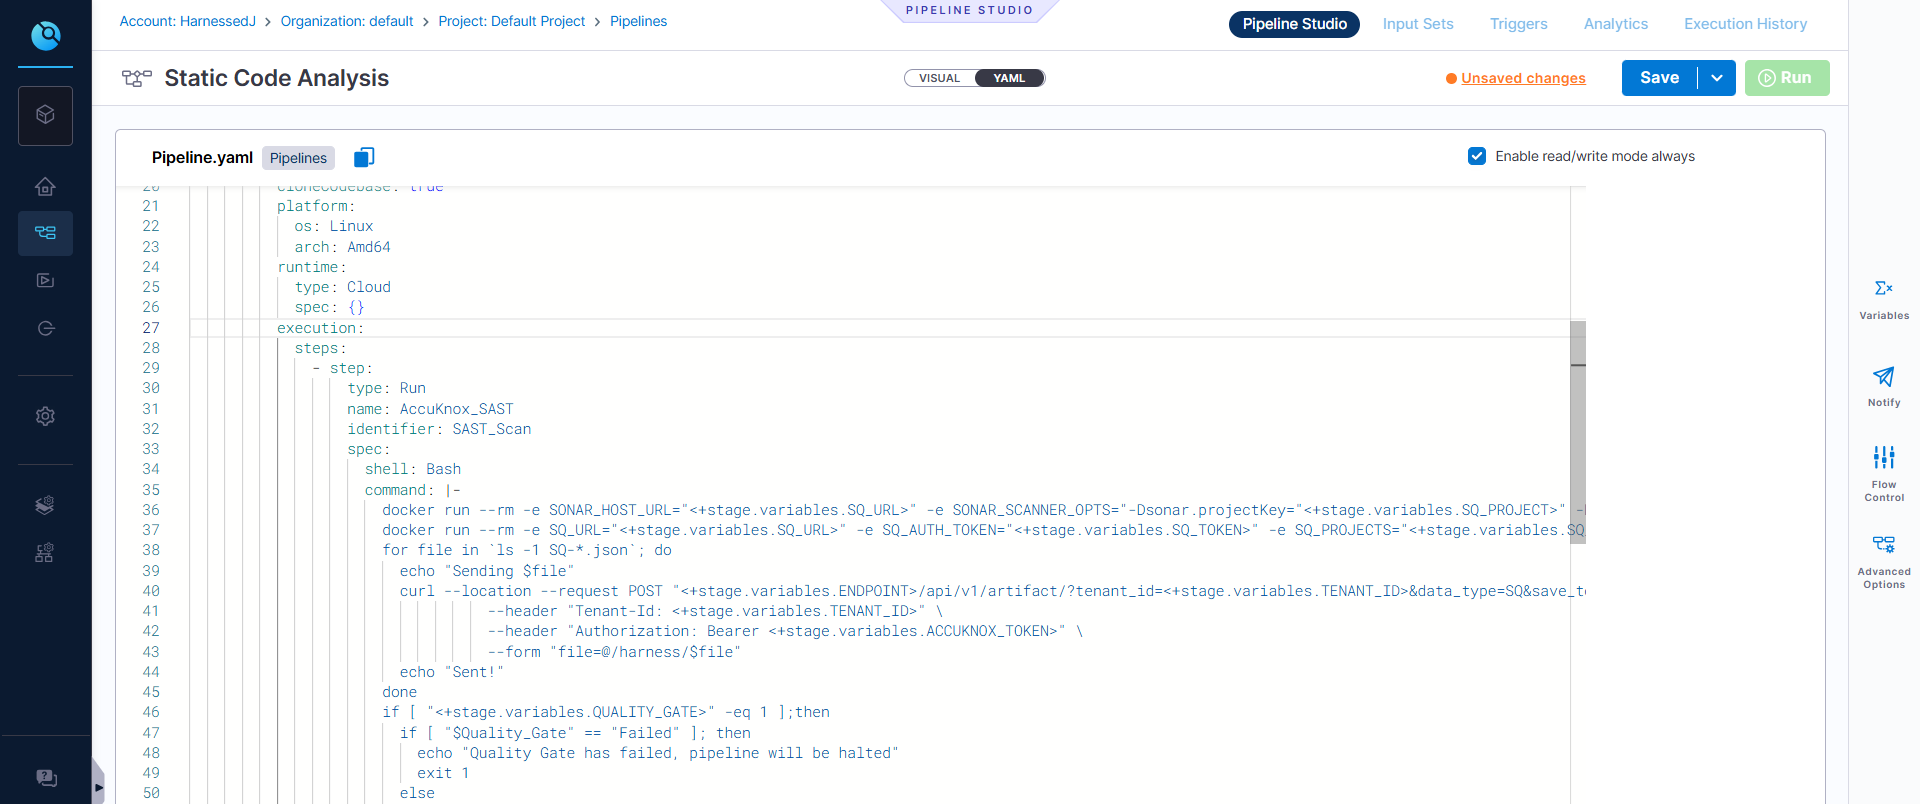 PIPELINE STUDIO
Account: HarnessedJ > Organization: default > Project: Default Project > Pipelines
Pipeline Studio Input Sets Triggers Analytics Execution History
Static Code Analysis
VISUAL YAML
Unsaved changes
Save
Run
Pipeline.yaml Pipelines
Enable read/write mode always
20 cloneCodebase: true
21 platform:
22 os: Linux
23 arch: Amd64
24 runtime:
25 type: Cloud
26 spec: {}
27 execution:
28 steps:
29 - step:
30 type: Run
31 name: AccuKnox_SAST
32 identifier: SAST_Scan
33 spec:
34 shell: Bash
35 command: |-
36 docker run --rm -e SONAR_HOST_URL="<+stage.variables.SQ_URL>" -e SONAR_SCANNER_OPTS="-Dsonar.projectKey="<+stage.variables.SQ_PROJECT>" -
37 docker run --rm -e SQ_URL="<+stage.variables.SQ_URL>" -e SQ_AUTH_TOKEN="<+stage.variables.SQ_TOKEN>" -e SQ_PROJECTS="<+stage.variables.SQ_
38 for file in `ls -1 SQ-*.json`; do
39 echo "Sending $file"
40 curl --location --request POST "<+stage.variables.ENDPOINT>/api/v1/artifact/?tenant_id=<+stage.variables.TENANT_ID>&data_type=SQ&save_t
41 --header "Tenant-Id: <+stage.variables.TENANT_ID>" \
42 --header "Authorization: Bearer <+stage.variables.ACCUKNOX_TOKEN>" \
43 --form "file=@/harness/$file"
44 echo "Sent!"
45 done
46 if [ "<+stage.variables.QUALITY_GATE>" -eq 1 ];then
47 if [ "$Quality_Gate" == "Failed" ]; then
48 echo "Quality Gate has failed, pipeline will be halted"
49 exit 1
50 else
Variables
Notify
Flow
Control
Advanced
Options